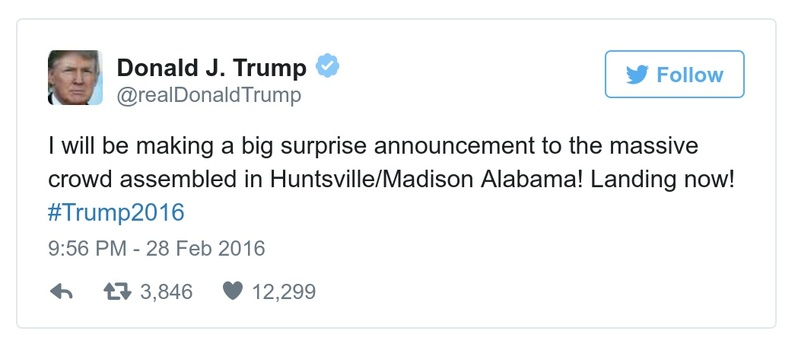 Donald J. Trump
@realDonaldTrump
Follow
I will be making a big surprise announcement to the massive
crowd assembled in Huntsville/Madison Alabama! Landing now!
#Trump2016
9:56 PM - 28 Feb 2016
3,846 12,299